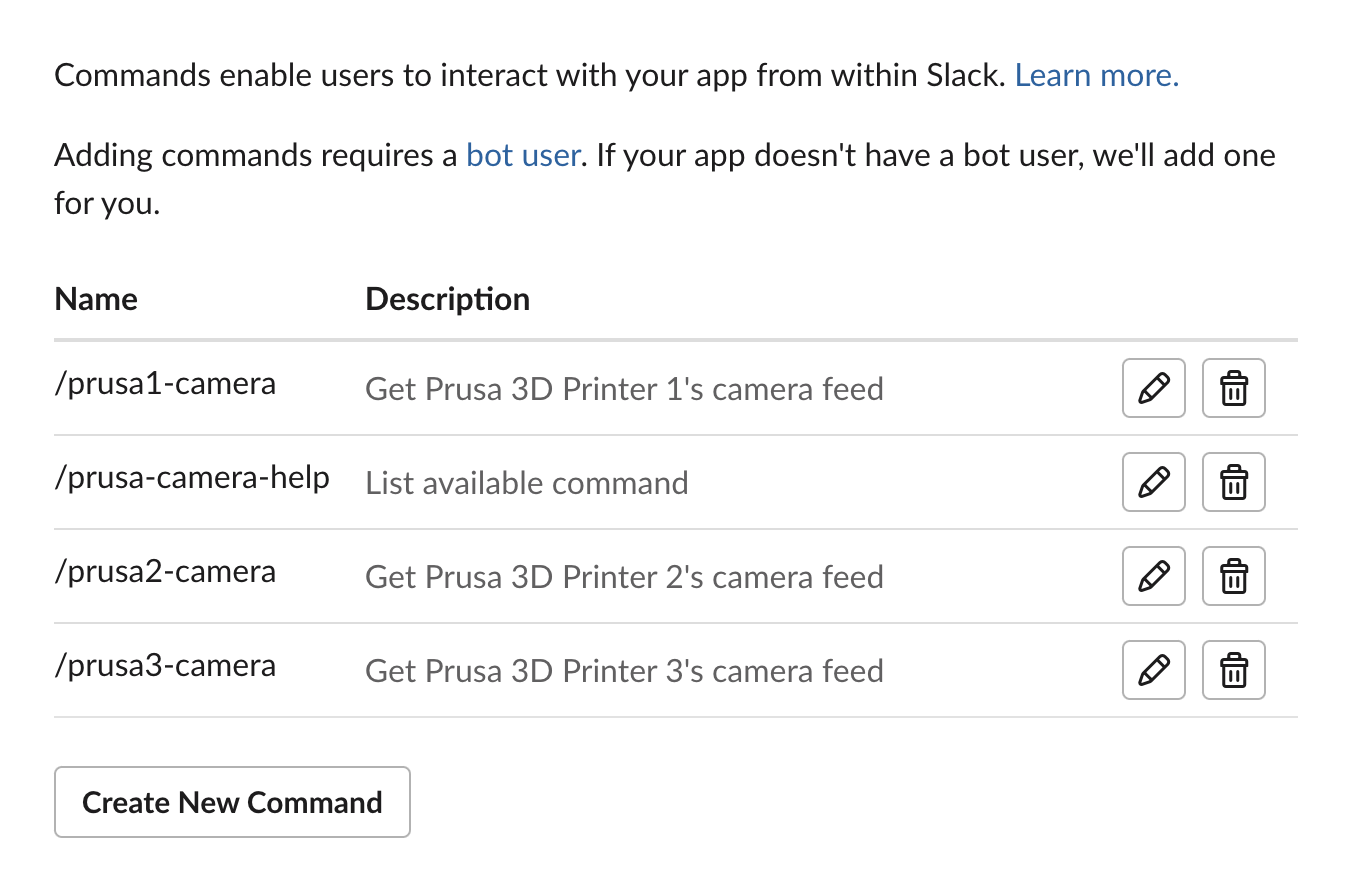 Commands enable users to interact with your app from within Slack. Learn more.
Adding commands requires a bot user. If your app doesn't have a bot user, we'll add one
for you.
Name Description
/prusa1-camera Get Prusa 3D Printer 1's camera feed
/prusa-camera-help List available command
/prusa2-camera Get Prusa 3D Printer 2's camera feed
/prusa3-camera Get Prusa 3D Printer 3's camera feed
Create New Command